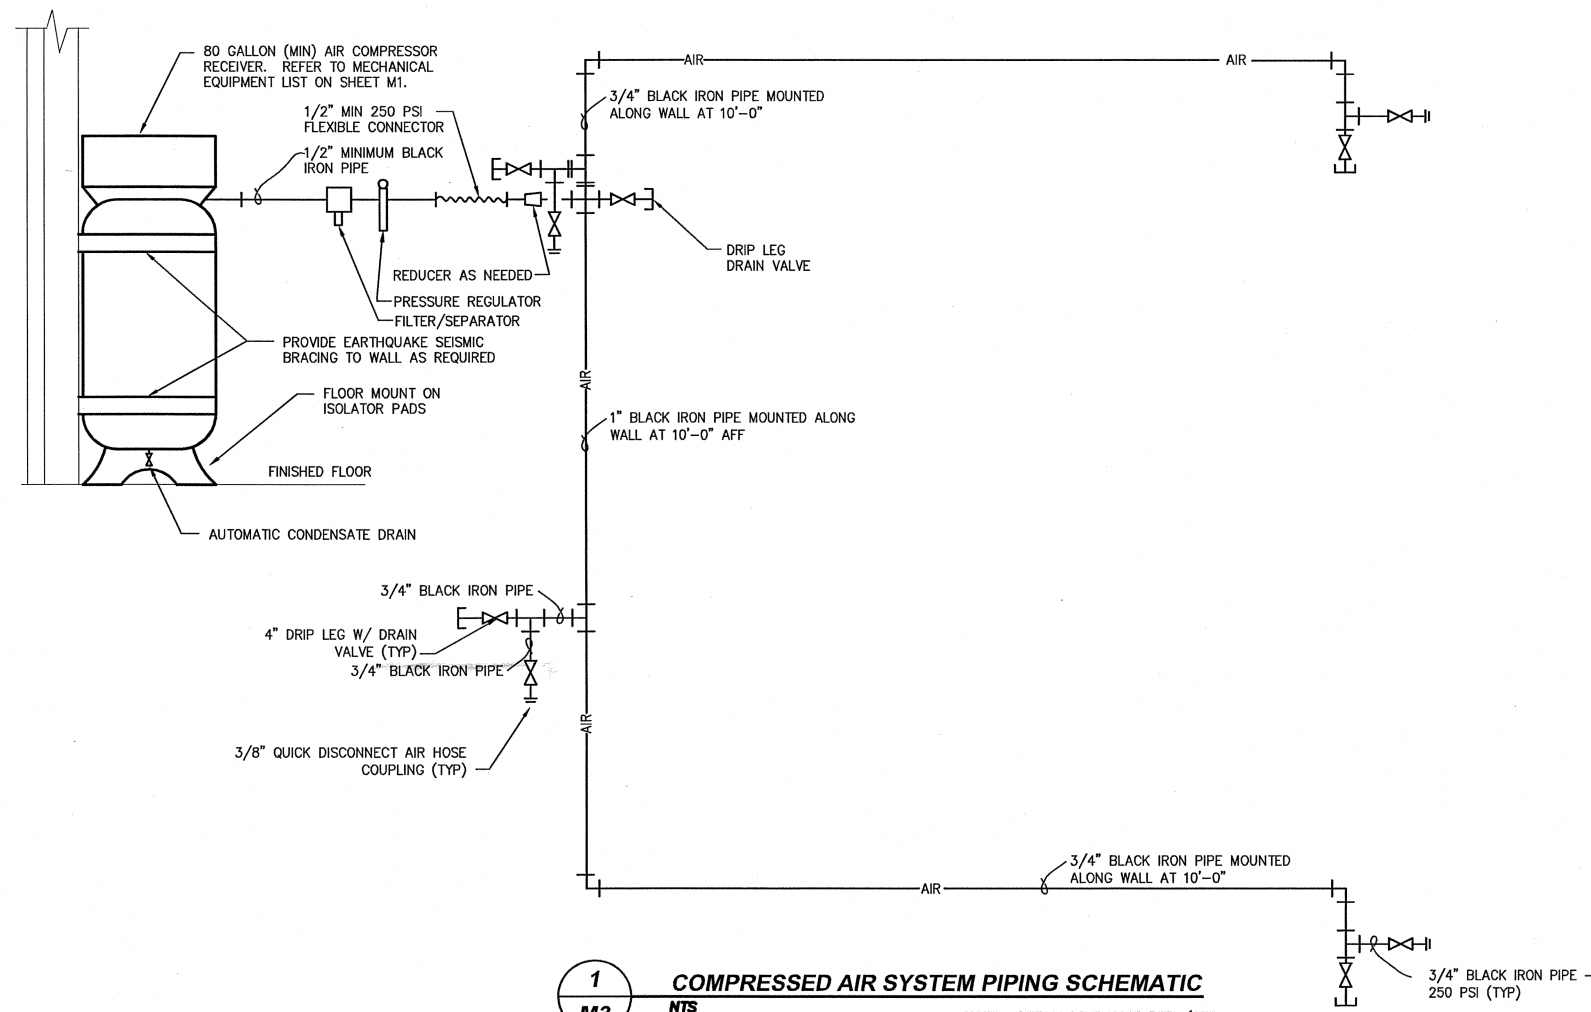 80 GALLON (MIN) AIR COMPRESSOR
RECEIVER. REFER TO MECHANICAL
EQUIPMENT LIST ON SHEET M1.
1/2" MIN 250 PSI
FLEXIBLE CONNECTOR
1/2" MINIMUM BLACK
IRON PIPE
AIR
AIR
3/4" BLACK IRON PIPE MOUNTED
ALONG WALL AT 10'-0"
DRIP LEG
DRAIN VALVE
REDUCER AS NEEDED
PRESSURE REGULATOR
FILTER/SEPARATOR
PROVIDE EARTHQUAKE SEISMIC
BRACING TO WALL AS REQUIRED
FLOOR MOUNT ON
ISOLATOR PADS
AIR
1" BLACK IRON PIPE MOUNTED ALONG
WALL AT 10'-0" AFF
FINISHED FLOOR
AUTOMATIC CONDENSATE DRAIN
3/4" BLACK IRON PIPE
4" DRIP LEG W/ DRAIN
VALVE (TYP)
3/4" BLACK IRON PIPE
AIR
3/8" QUICK DISCONNECT AIR HOSE
COUPLING (TYP)
3/4" BLACK IRON PIPE MOUNTED
ALONG WALL AT 10'-0"
AIR
3/4" BLACK IRON PIPE -
250 PSI (TYP)
1
COMPRESSED AIR SYSTEM PIPING SCHEMATIC
NTS